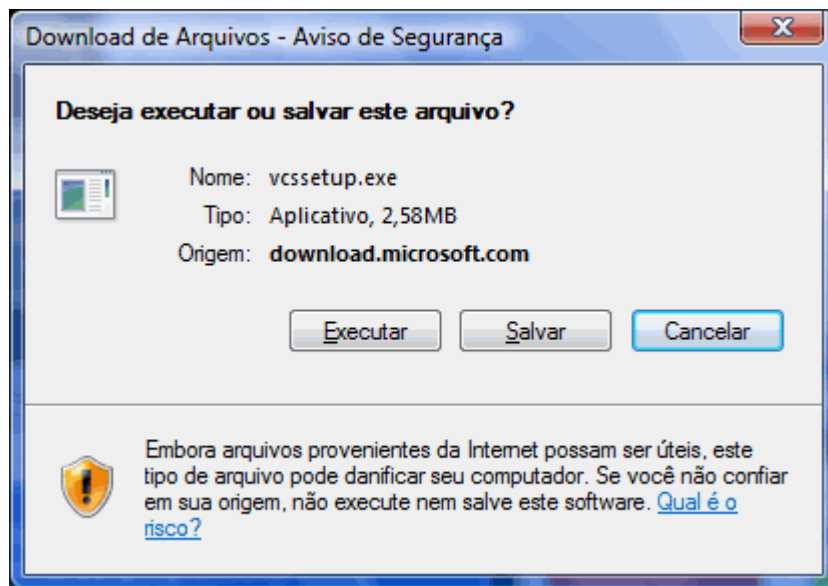 Download de Arquivos - Aviso de Segurança
Deseja executar ou salvar este arquivo?
Nome: vcssetup.exe
Tipo: Aplicativo, 2,58MB
Origem: download.microsoft.com
Executar Salvar Cancelar
Embora arquivos provenientes da Internet possam ser úteis, este
tipo de arquivo pode danificar seu computador. Se você não confiar
em sua origem, não execute nem salve este software. Qual é o
risco?